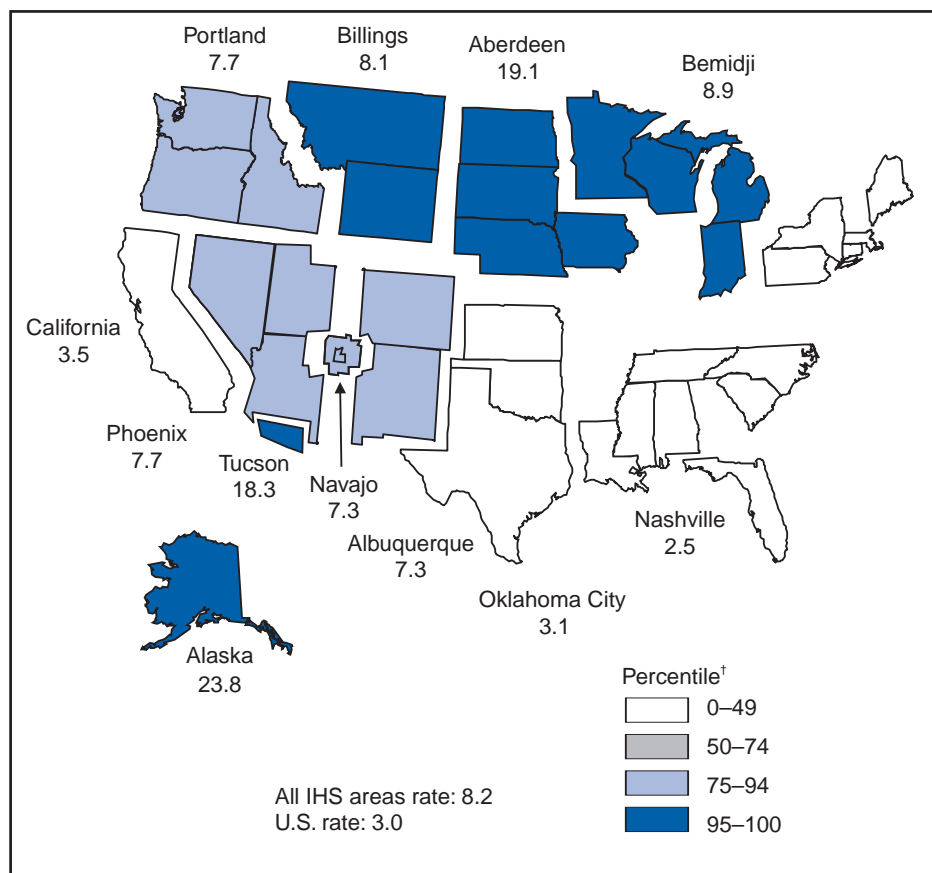 Portland
7.7
Billings
8.1
Aberdeen
19.1
Bemidji
8.9
California
3.5
Phoenix
7.7
Tucson
18.3
Navajo
7.3
Albuquerque
7.3
Nashville
2.5
Oklahoma City
3.1
Alaska
23.8
Percentile†
0–49
50–74
75–94
95–100
All IHS areas rate: 8.2
U.S. rate: 3.0